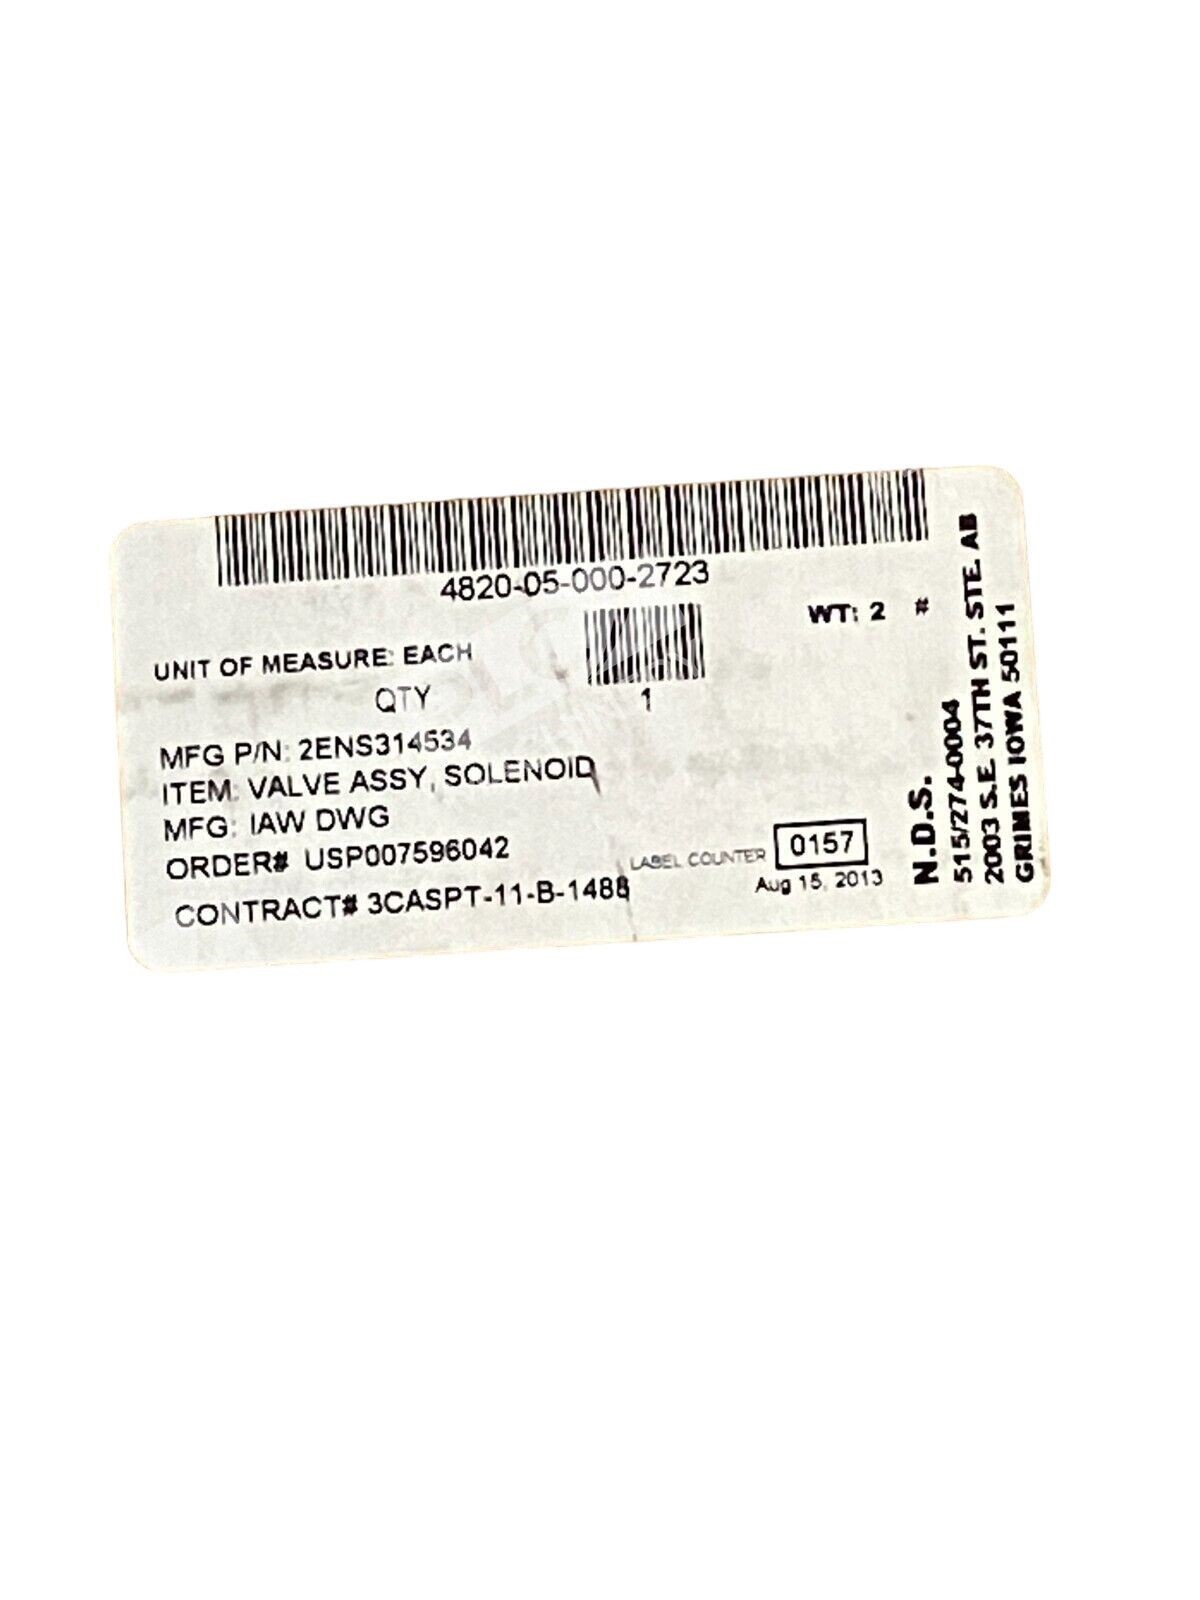 4820-05-000-2723
WT: 2 #
UNIT OF MEASURE: EACH
QTY 1
MFG P/N: 2ENS314534
ITEM: VALVE ASSY, SOLENOID
MFG: IAW DWG
ORDER# USP007596042
LABEL COUNTER 0157
Aug 15, 2013
CONTRACT# 3CASPT-11-B-1488
N.D.S.
515/274-0004
2003 S.E. 37TH ST. STE. AB
GRIMES IOWA 50111